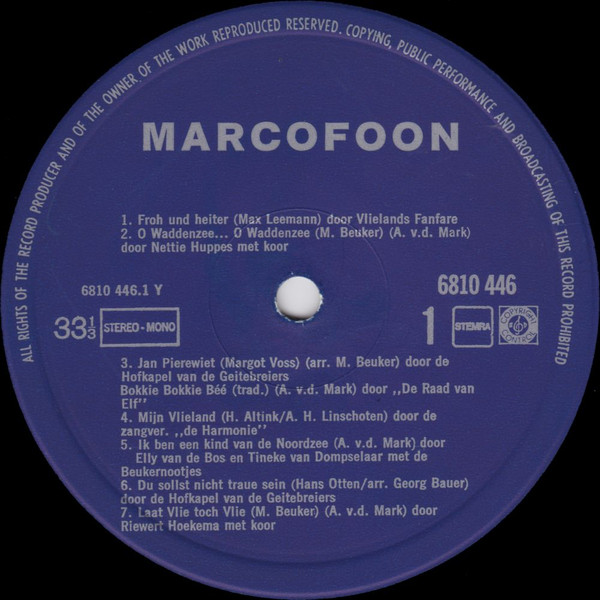 ALL RIGHTS OF THE RECORD PRODUCER AND OF THE OWNER OF THE WORK REPRODUCED RESERVED. COPYING, PUBLIC PERFORMANCE AND BROADCASTING OF THIS RECORD PROHIBITED
MARCOFOON
1. Froh und heiter (Max Leemann) door Vlielands Fanfare
2. O Waddenzee... O Waddenzee (M. Beuker) (A. v.d. Mark)
door Nettie Huppes met koor
6810 446.1 Y
6810 446
33 1/3
STEREO-MONO
1
STEMRA
COPYRIGHT
CONTROL
3. Jan Pierewiet (Margot Voss) (arr. M. Beuker) door de
Hofkapel van de Geitebreiers
Bokkie Bokkie Béé (trad.) (A. v.d. Mark) door ,,De Raad van
Elf''
4. Mijn Vlieland (H. Altink/A. H. Linschoten) door de
zangver. ,,de Harmonie''
5. Ik ben een kind van de Noordzee (A. v.d. Mark) door
Elly van de Bos en Tineke van Dompselaar met de
Beukernootjes
6. Du sollst nicht traue sein (Hans Otten/arr. Georg Bauer)
door de Hofkapel van de Geitebreiers
7. Laat Vlie toch Vlie (M. Beuker) (A. v.d. Mark) door
Riewert Hoekema met koor